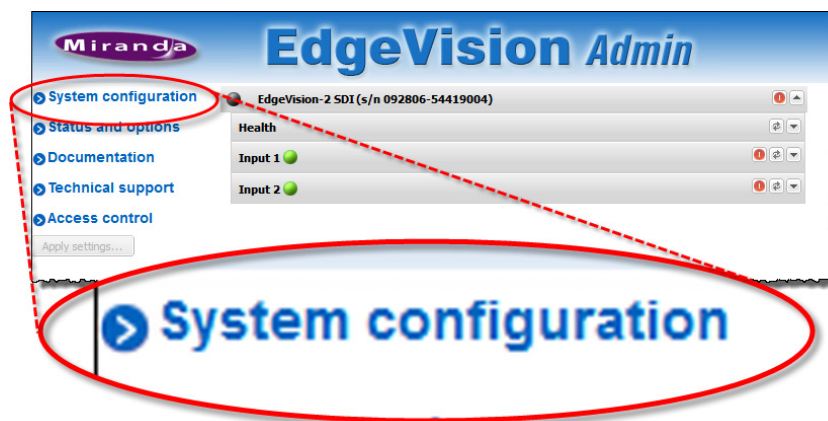 Miranda
EdgeVision Admin
System configuration
EdgeVision-2 SDI (s/n 092806-54419004)
Status and options
Health
Documentation
Input 1
Technical support
Input 2
Access control
Apply settings...
System configuration